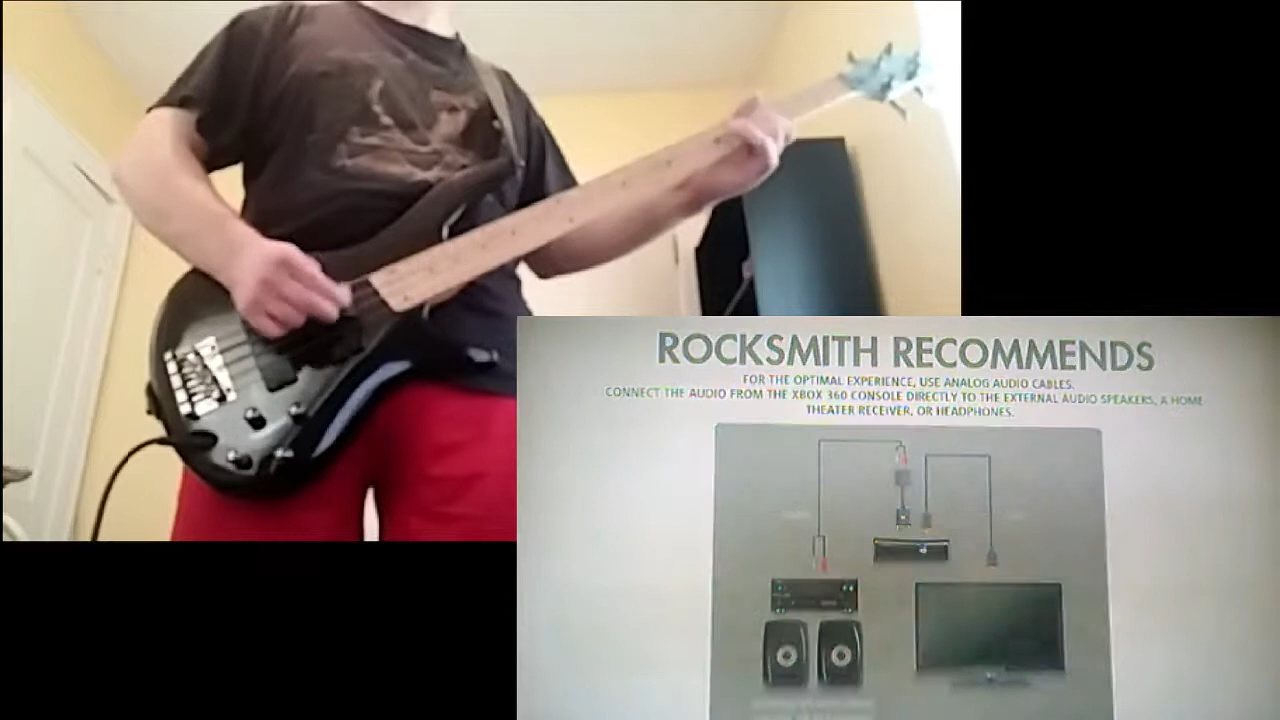 ROCKSMITH RECOMMENDS
FOR THE OPTIMAL EXPERIENCE, USE ANALOG AUDIO CABLES.
CONNECT THE AUDIO FROM THE XBOX 360 CONSOLE DIRECTLY TO THE EXTERNAL AUDIO SPEAKERS, A HOME
THEATER RECEIVER, OR HEADPHONES.